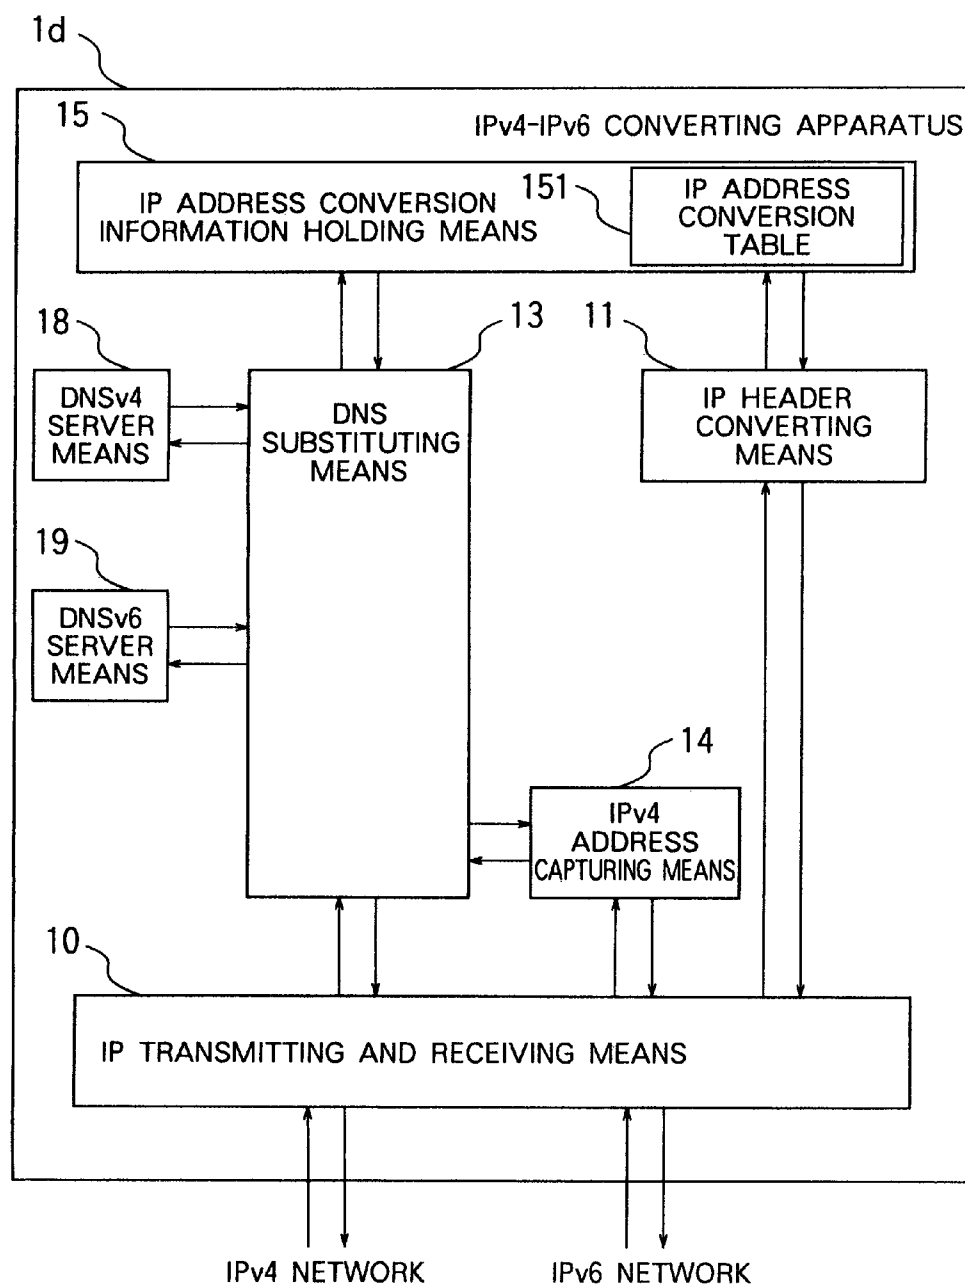 1d
IPv4-IPv6 CONVERTING APPARATUS
15
IP ADDRESS CONVERSION
INFORMATION HOLDING MEANS
151
IP ADDRESS
CONVERSION
TABLE
18
13
11
DNSv4
SERVER
MEANS
DNS
SUBSTITUTING
MEANS
IP HEADER
CONVERTING
MEANS
19
DNSv6
SERVER
MEANS
14
IPv4
ADDRESS
CAPTURING MEANS
10
IP TRANSMITTING AND RECEIVING MEANS
IPv4 NETWORK
IPv6 NETWORK